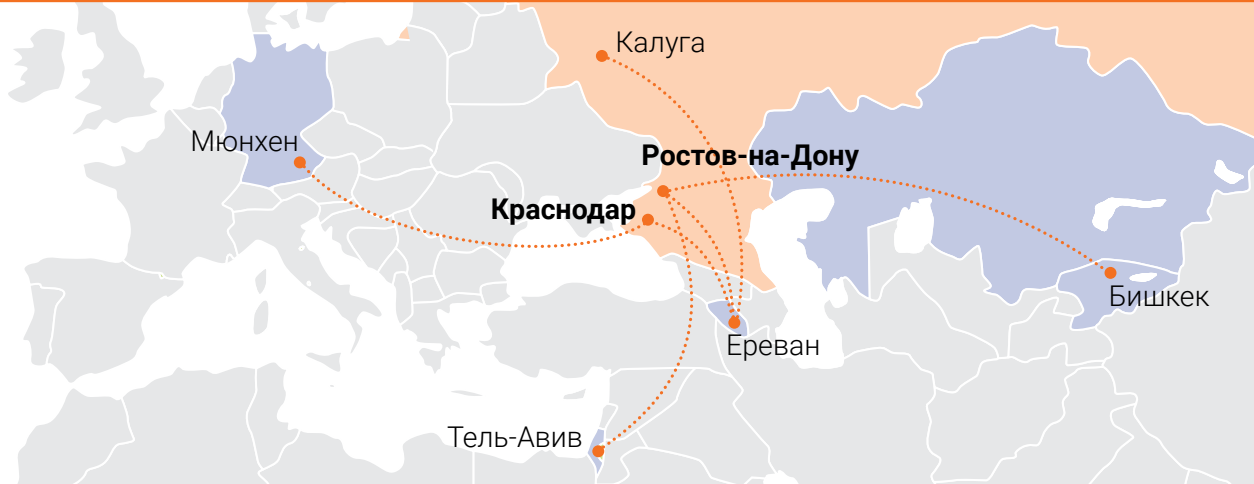 Калуга
Мюнхен
Ростов-на-Дону
Краснодар
Бишкек
Ереван
Тель-Авив